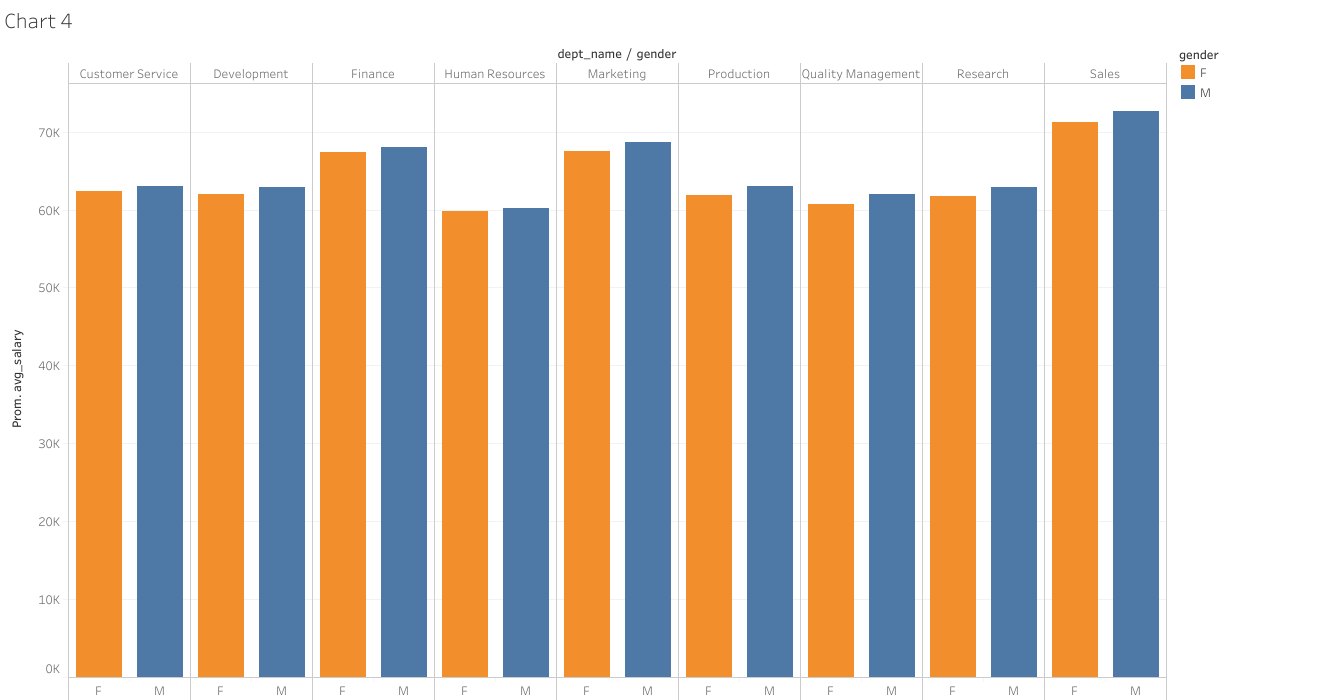 Chart 4
dept_name / gender
Customer Service Development Finance Human Resources Marketing Production Quality Management Research Sales
gender
F
M
70K
60K
50K
40K
30K
20K
10K
0K
Prom. avg_salary
F M F M F M F M F M F M F M F M F M